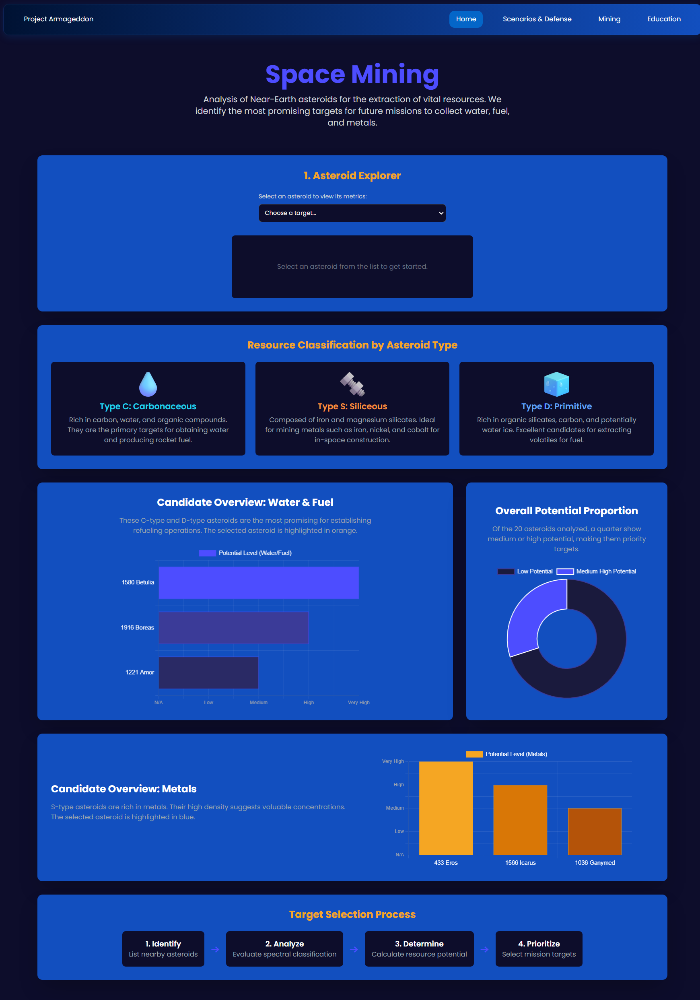 Project Armageddon
Home
Scenarios & Defense
Mining
Education
Space Mining
Analysis of Near-Earth asteroids for the extraction of vital resources. We
identify the most promising targets for future missions to collect water, fuel,
and metals.
1. Asteroid Explorer
Select an asteroid to view its metrics:
Choose a target...
Select an asteroid from the list to get started.
Resource Classification by Asteroid Type
Type C: Carbonaceous
Rich in carbon, water, and organic compounds.
They are the primary targets for obtaining water
and producing rocket fuel.
Type S: Siliceous
Composed of iron and magnesium silicates. Ideal
for mining metals such as iron, nickel, and cobalt for
in-space construction.
Type D: Primitive
Rich in organic silicates, carbon, and potentially
water ice. Excellent candidates for extracting
volatiles for fuel.
Candidate Overview: Water & Fuel
These C-type and D-type asteroids are the most promising for establishing
refueling operations. The selected asteroid is highlighted in orange.
Potential Level (Water/Fuel)
1580 Betulia
1916 Boreas
1221 Amor
N/A
Low
Medium
High
Very High
Overall Potential Proportion
Of the 20 asteroids analyzed, a quarter show
medium or high potential, making them priority
targets.
Low Potential
Medium-High Potential
Candidate Overview: Metals
S-type asteroids are rich in metals. Their high density suggests valuable concentrations.
The selected asteroid is highlighted in blue.
Potential Level (Metals)
Very High
High
Medium
Low
N/A
433 Eros
1566 Icarus
1036 Ganymed
Target Selection Process
1. Identify
List nearby asteroids
→
2. Analyze
Evaluate spectral classification
→
3. Determine
Calculate resource potential
→
4. Prioritize
Select mission targets